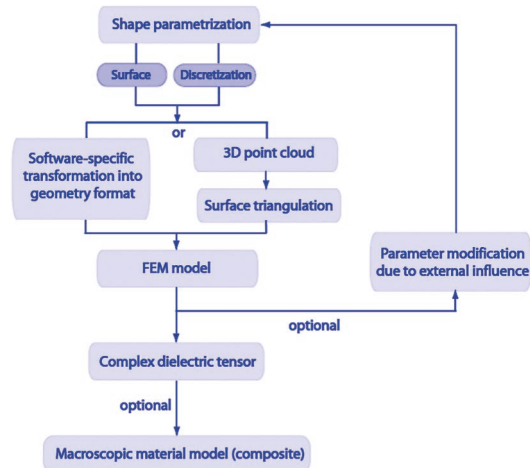 Shape parametrization
Surface
Discretization
or
Software-specific
transformation into
geometry format
3D point cloud
Surface triangulation
FEM model
Parameter modification
due to external influence
optional
Complex dielectric tensor
optional
Macroscopic material model (composite)